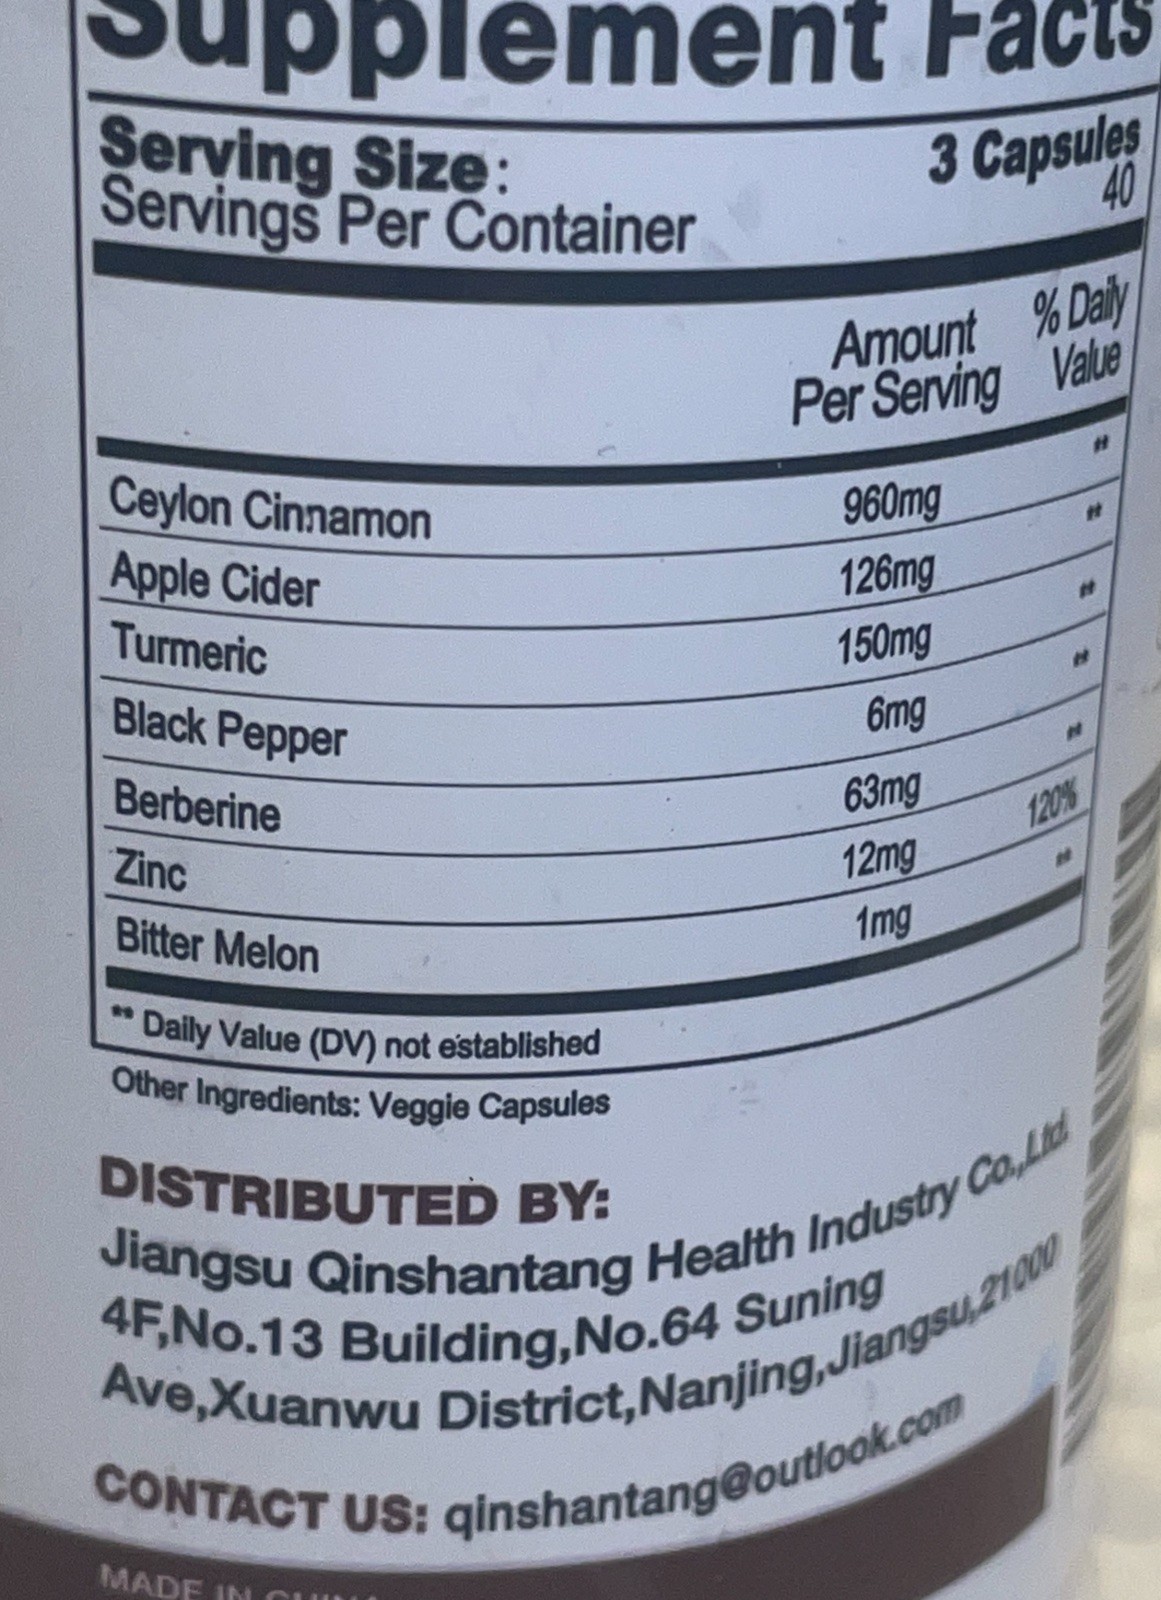 Supplement Facts
Serving Size: 3 Capsules
Servings Per Container 40
Amount Per Serving % Daily Value
Ceylon Cinnamon 960mg **
Apple Cider 126mg **
Turmeric 150mg **
Black Pepper 6mg **
Berberine 63mg **
Zinc 12mg 120%
Bitter Melon 1mg **
** Daily Value (DV) not established
Other Ingredients: Veggie Capsules
DISTRIBUTED BY:
Jiangsu Qinshantang Health Industry Co.,Ltd.
4F,No.13 Building,No.64 Suning
Ave,Xuanwu District,Nanjing,Jiangsu,21000
CONTACT US: qinshantang@outlook.com
MADE IN CHINA